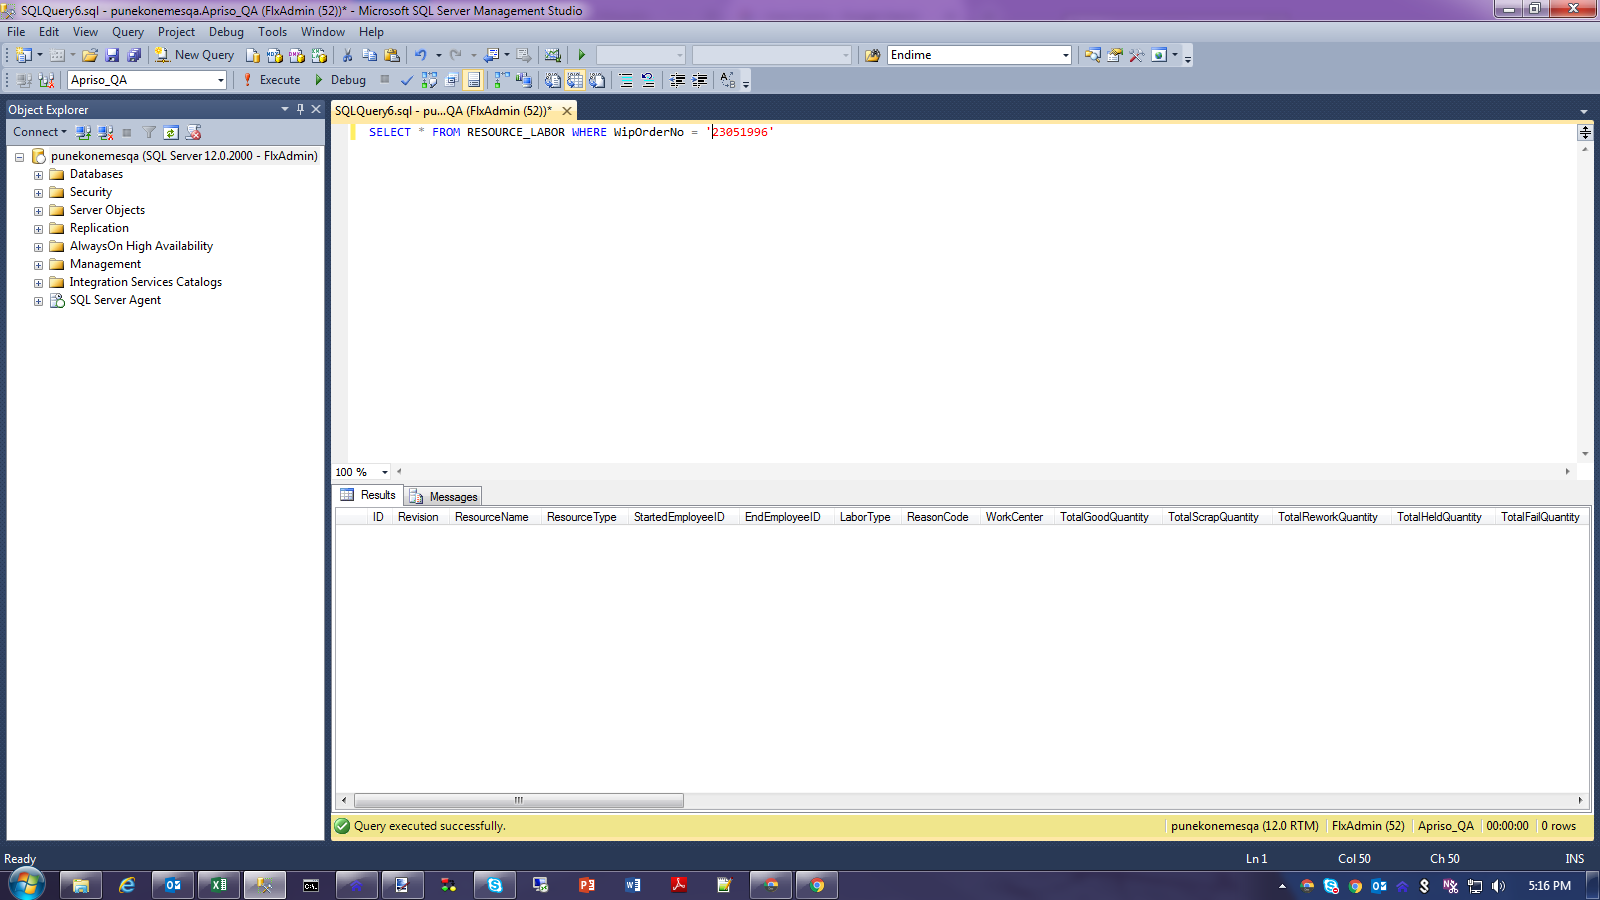 SQLQuery6.sql - punekonemesqa.Apriso_QA (FlxAdmin (52))* - Microsoft SQL Server Management Studio
File Edit View Query Project Debug Tools Window Help
New Query Endime
Apriso_QA Execute Debug
Object Explorer
Connect
punekonemesqa (SQL Server 12.0.2000 - FlxAdmin)
Databases
Security
Server Objects
Replication
AlwaysOn High Availability
Management
Integration Services Catalogs
SQL Server Agent
SQLQuery6.sql - pu...QA (FlxAdmin (52))*
SELECT * FROM RESOURCE_LABOR WHERE WipOrderNo = '23051996'
100 %
Results Messages
ID Revision ResourceName ResourceType StartedEmployeeID EndEmployeeID LaborType ReasonCode WorkCenter TotalGoodQuantity TotalScrapQuantity TotalReworkQuantity TotalHeldQuantity TotalFailQuantity
Query executed successfully. punekonemesqa (12.0 RTM) FlxAdmin (52) Apriso_QA 00:00:00 0 rows
Ready Ln 1 Col 50 Ch 50 INS
5:16 PM